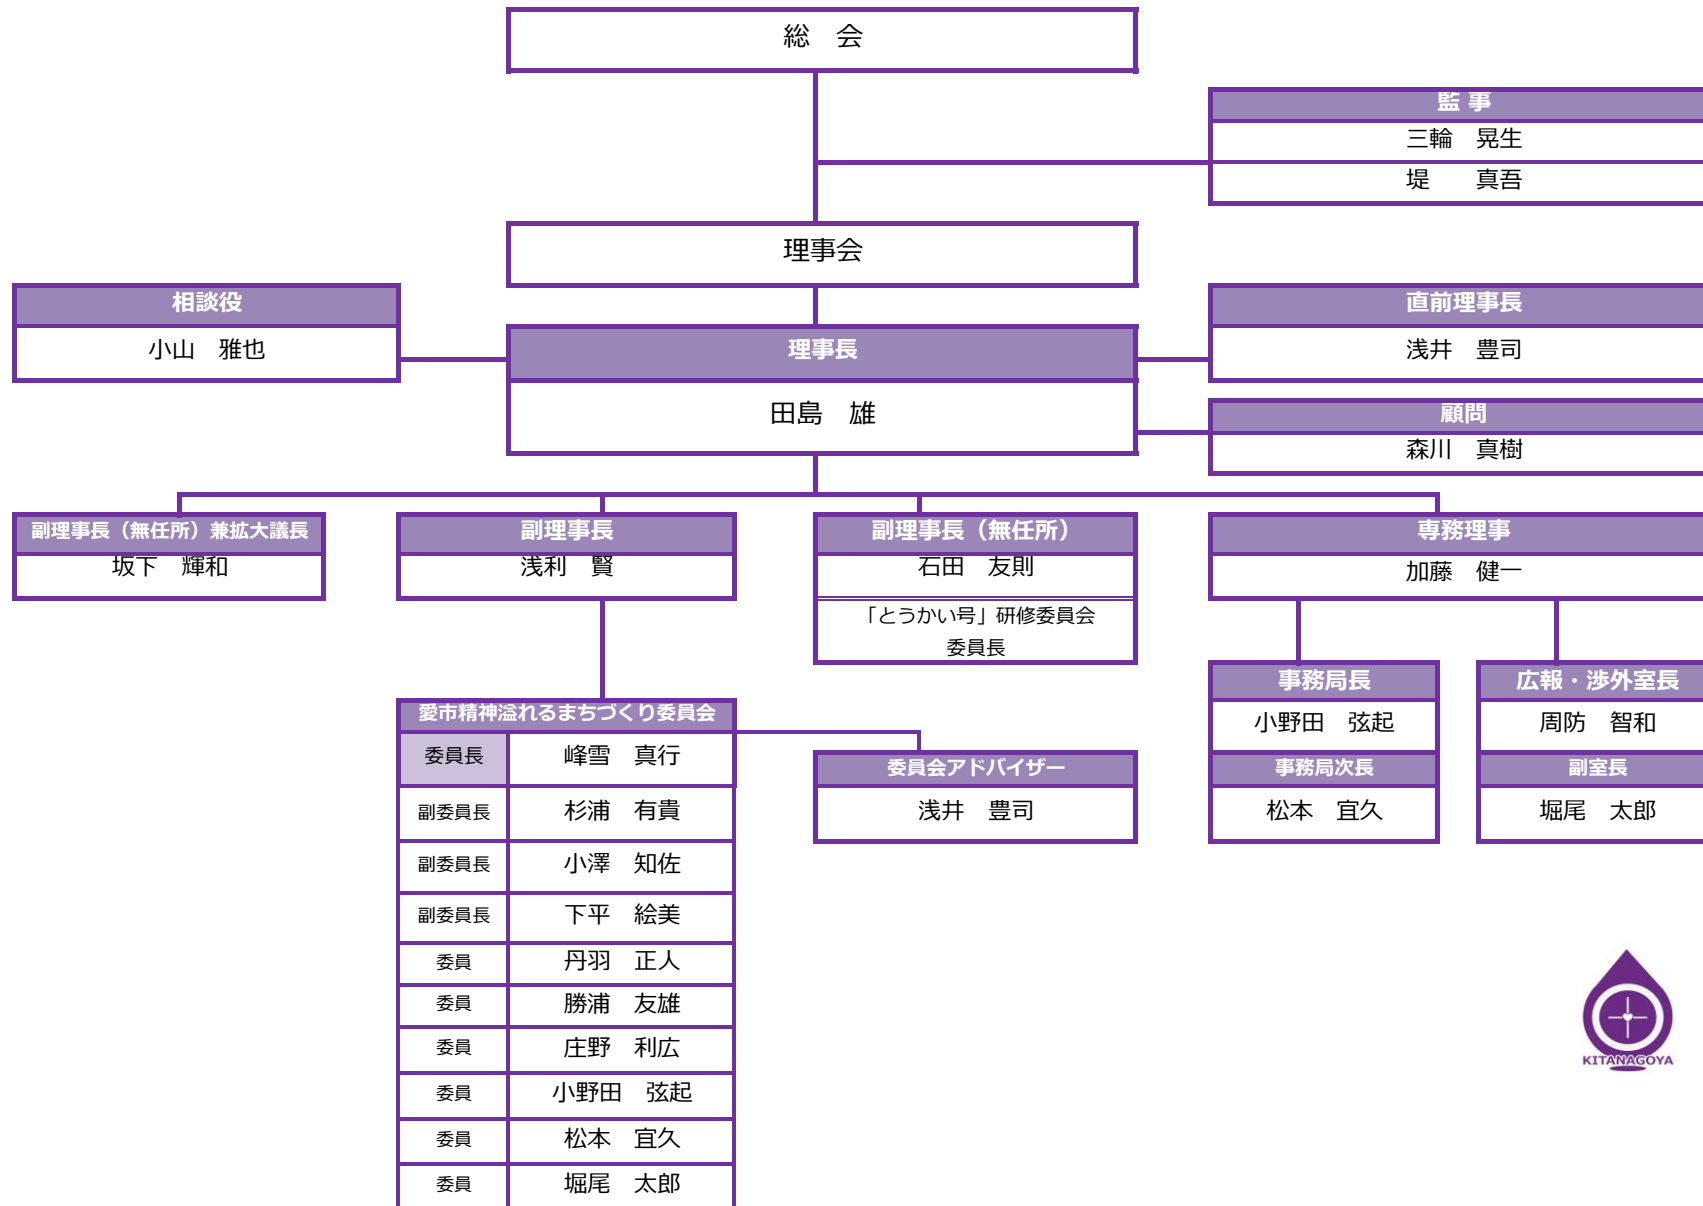 総　会
監 事
三輪　晃生
堤　　真吾
理事会
相談役
小山　雅也
理事長
田島　雄
直前理事長
浅井　豊司
顧問
森川　真樹
副理事長（無任所）兼拡大議長
坂下　輝和
副理事長
浅利　賢
副理事長（無任所）
石田　友則
「とうかい号」研修委員会
委員長
専務理事
加藤　健一
事務局長
小野田　弦起
事務局次長
松本　宜久
広報・渉外室長
周防　智和
副室長
堀尾　太郎
愛市精神溢れるまちづくり委員会
委員長　峰雪　真行
副委員長　杉浦　有貴
副委員長　小澤　知佐
副委員長　下平　絵美
委員　丹羽　正人
委員　勝浦　友雄
委員　庄野　利広
委員　小野田　弦起
委員　松本　宜久
委員　堀尾　太郎
委員会アドバイザー
浅井　豊司
KITANAGOYA